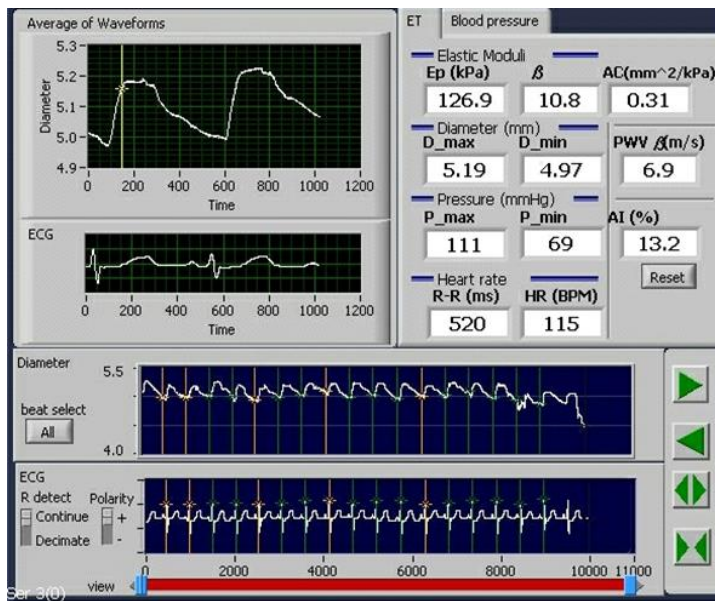 Average of Waveforms
5.3
5.2
5.1
5.0
4.9
Diameter
0 200 400 600 800 1000 1200
Time
ECG
0 200 400 600 800 1000 1200
Time
ET Blood pressure
Elastic Moduli
Ep (kPa) ß AC(mm^2/kPa)
126.9 10.8 0.31
Diameter (mm)
D_max D_min PWV β(m/s)
5.19 4.97 6.9
Pressure (mmHg)
P_max P_min AI (%)
111 69 13.2
Reset
Heart rate
R-R (ms) HR (BPM)
520 115
Diameter
5.5
beat select
All
4.0
ECG
R detect Polarity
Continue +
Decimate -
0 2000 4000 6000 8000 10000 11000
view
Ser 3(0)